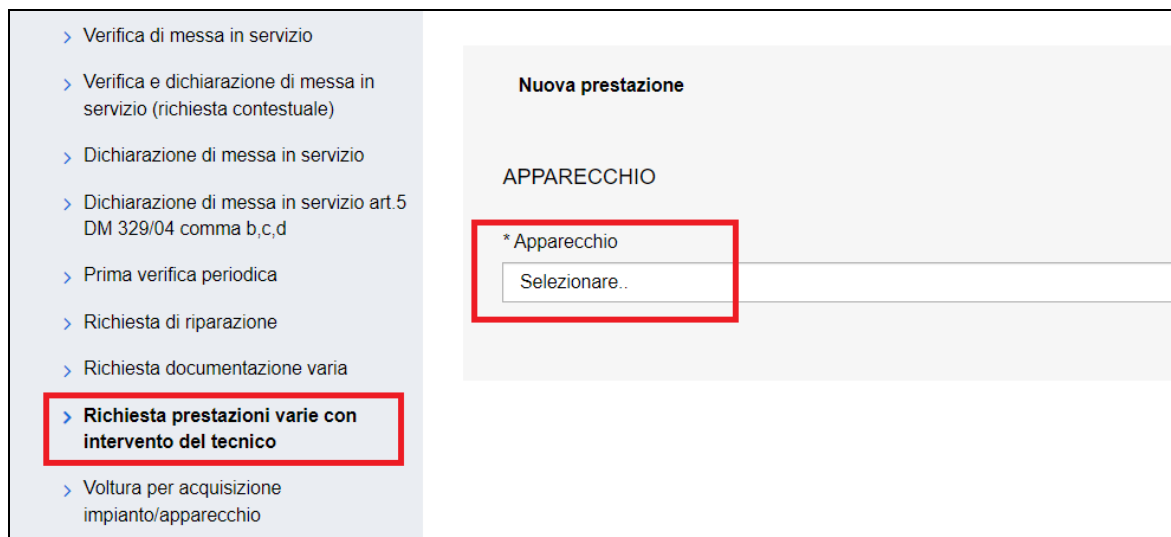 Verifica di messa in servizio
Verifica e dichiarazione di messa in
servizio (richiesta contestuale)
Dichiarazione di messa in servizio
Dichiarazione di messa in servizio art.5
DM 329/04 comma b,c,d
Prima verifica periodica
Richiesta di riparazione
Richiesta documentazione varia
Richiesta prestazioni varie con
intervento del tecnico
Voltura per acquisizione
impianto/apparecchio
Nuova prestazione
APPARECCHIO
* Apparecchio
Selezionare..